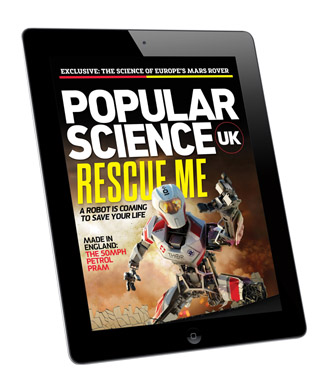 EXCLUSIVE: THE SCIENCE OF EUROPE'S MARS ROVER
POPULAR
SCIENCE UK
RESCUE ME
A ROBOT IS COMING
TO SAVE YOUR LIFE
MADE IN
ENGLAND:
THE 50MPH
PETROL
PRAM